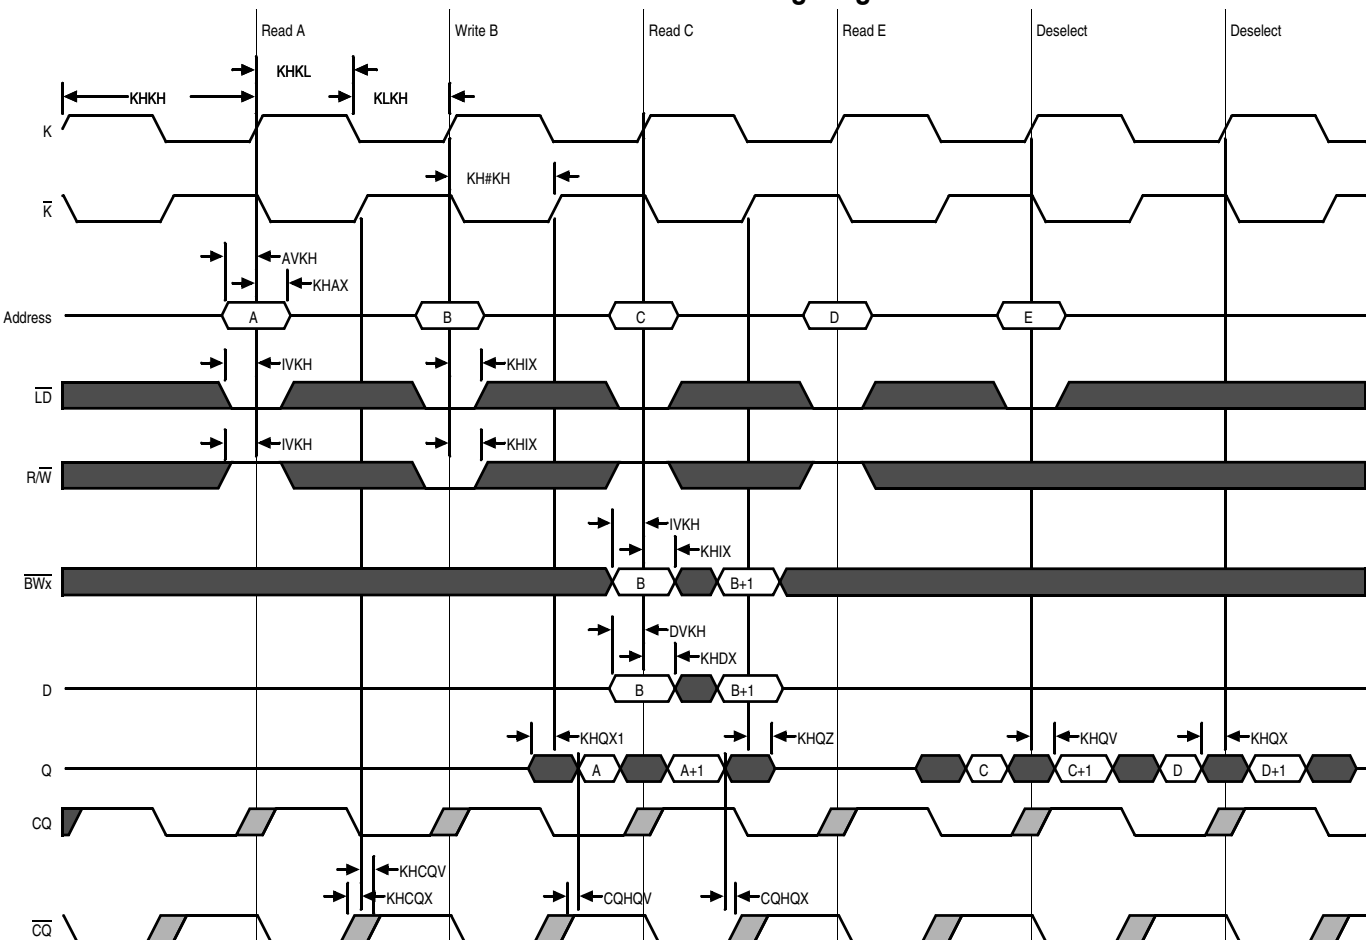 Read A Write B Read C Read E Deselect Deselect
KHKL
KHKH KLKH
K
KH#KH
K
AVKH
KHAX
Address A B C D E
IVKH KHIX
LD
IVKH KHIX
R/W
IVKH
KHIX
BWx B B+1
DVKH
KHDX
D B B+1
KHQX1 KHQZ KHQV KHQX
Q A A+1 C C+1 D D+1
CQ
KHCQV
KHCQX CQHQV CQHQX
CQ